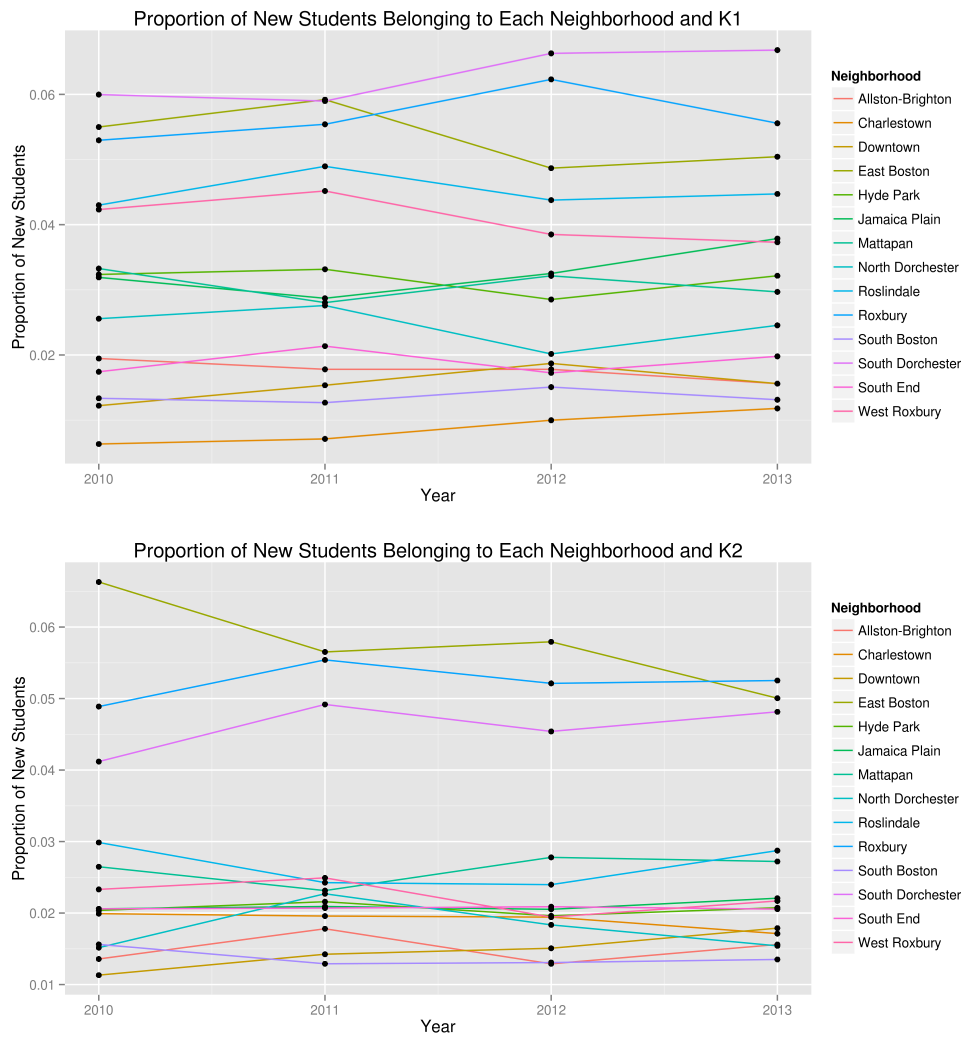 Proportion of New Students Belonging to Each Neighborhood and K1
Proportion of New Students
0.06
0.04
0.02
2010 2011 2012 2013
Year
Neighborhood
Allston-Brighton
Charlestown
Downtown
East Boston
Hyde Park
Jamaica Plain
Mattapan
North Dorchester
Roslindale
Roxbury
South Boston
South Dorchester
South End
West Roxbury
Proportion of New Students Belonging to Each Neighborhood and K2
Proportion of New Students
0.06
0.05
0.04
0.03
0.02
0.01
2010 2011 2012 2013
Year
Neighborhood
Allston-Brighton
Charlestown
Downtown
East Boston
Hyde Park
Jamaica Plain
Mattapan
North Dorchester
Roslindale
Roxbury
South Boston
South Dorchester
South End
West Roxbury